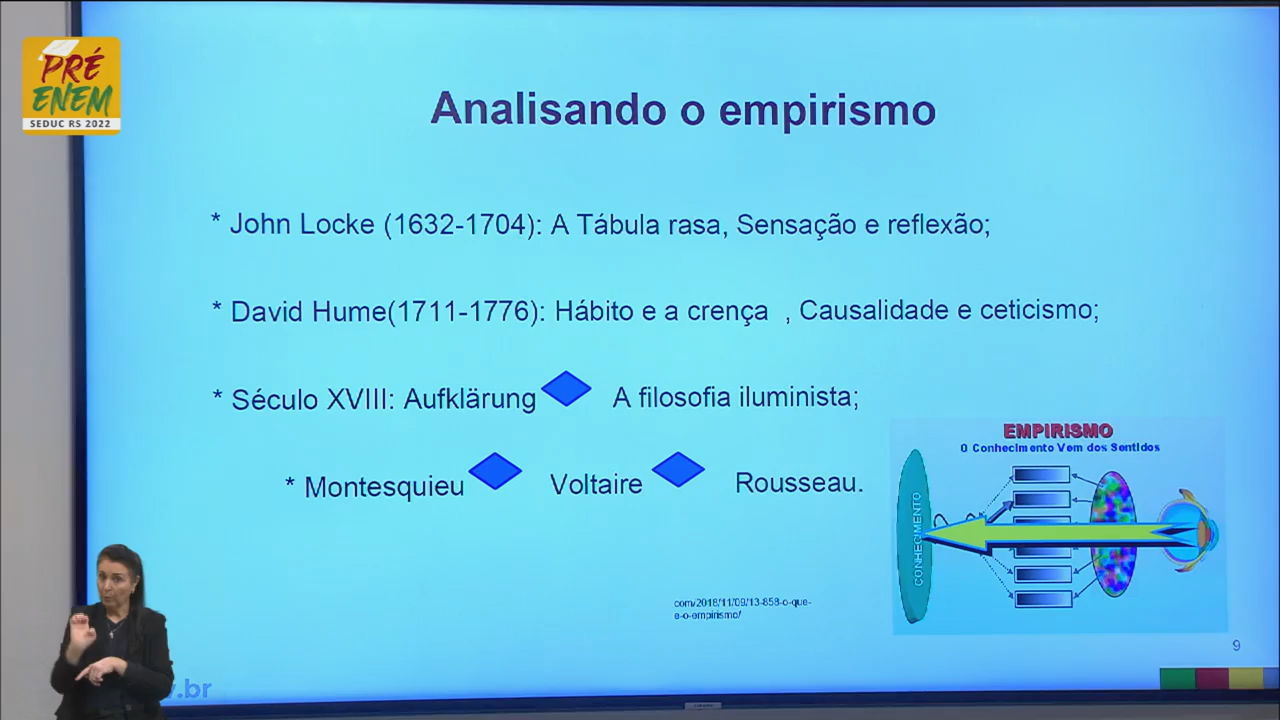 PRÉ
ENEM
SEDUC RS 2022
Analisando o empirismo
* John Locke (1632-1704): A Tábula rasa, Sensação e reflexão;
* David Hume(1711-1776): Hábito e a crença , Causalidade e ceticismo;
* Século XVIII: Aufklärung A filosofia iluminista;
* Montesquieu Voltaire Rousseau.
EMPIRISMO
O Conhecimento Vem dos Sentidos
CONHECIMENTO
com/2018/11/09/13-858-o-que-
e-o-empirismo/
9
.br